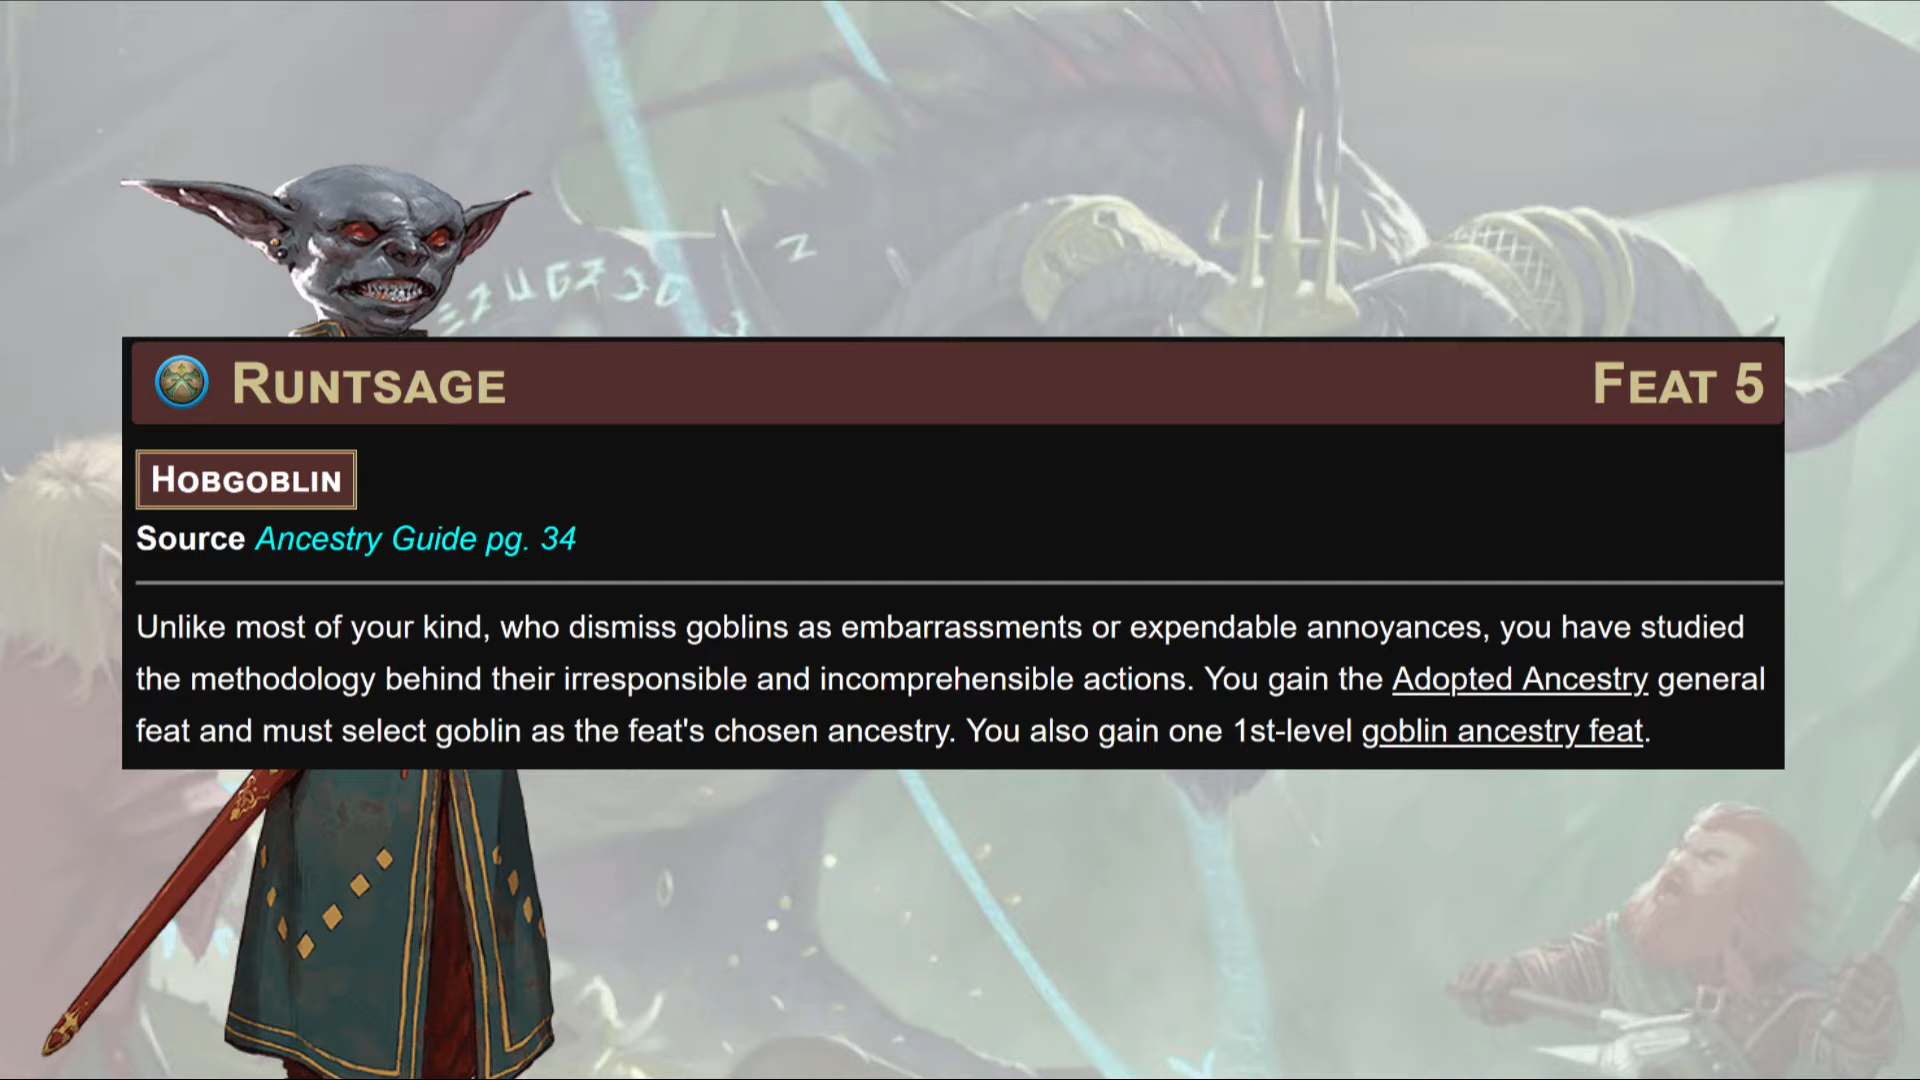 RUNTSAGE FEAT 5
HOBGOBLIN
Source Ancestry Guide pg. 34
Unlike most of your kind, who dismiss goblins as embarrassments or expendable annoyances, you have studied
the methodology behind their irresponsible and incomprehensible actions. You gain the Adopted Ancestry general
feat and must select goblin as the feat's chosen ancestry. You also gain one 1st-level goblin ancestry feat.